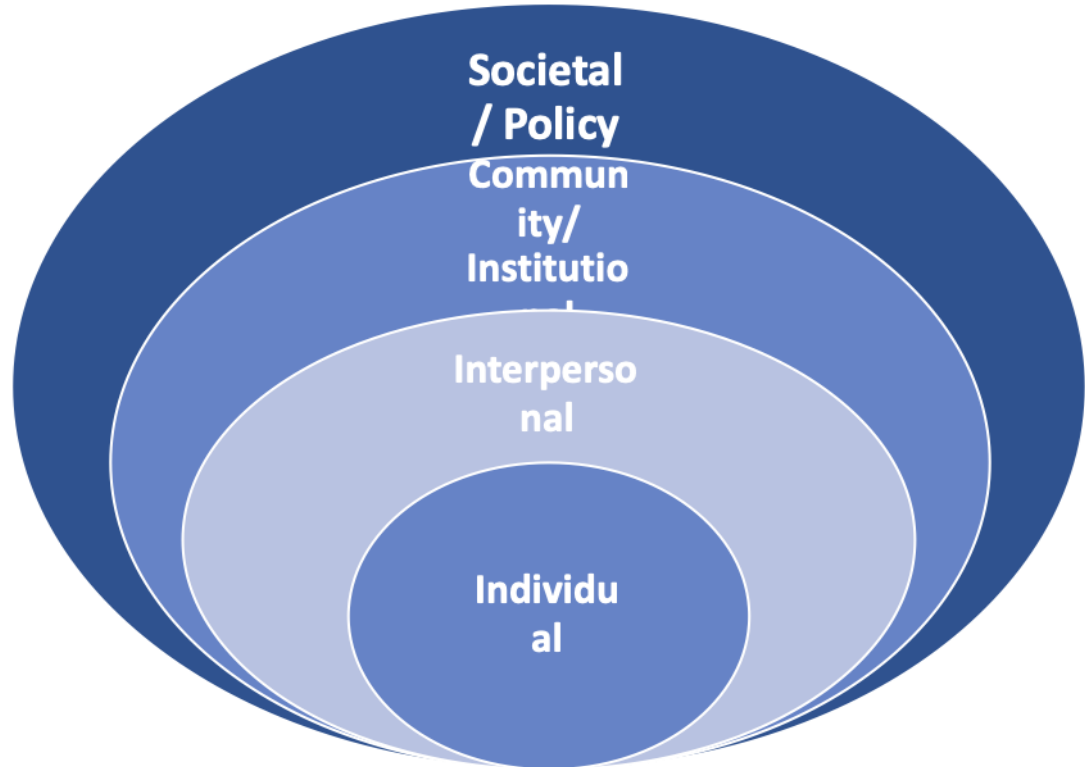 Societal
/ Policy
Commun
ity/
Institutio
Interperso
nal
Individu
al